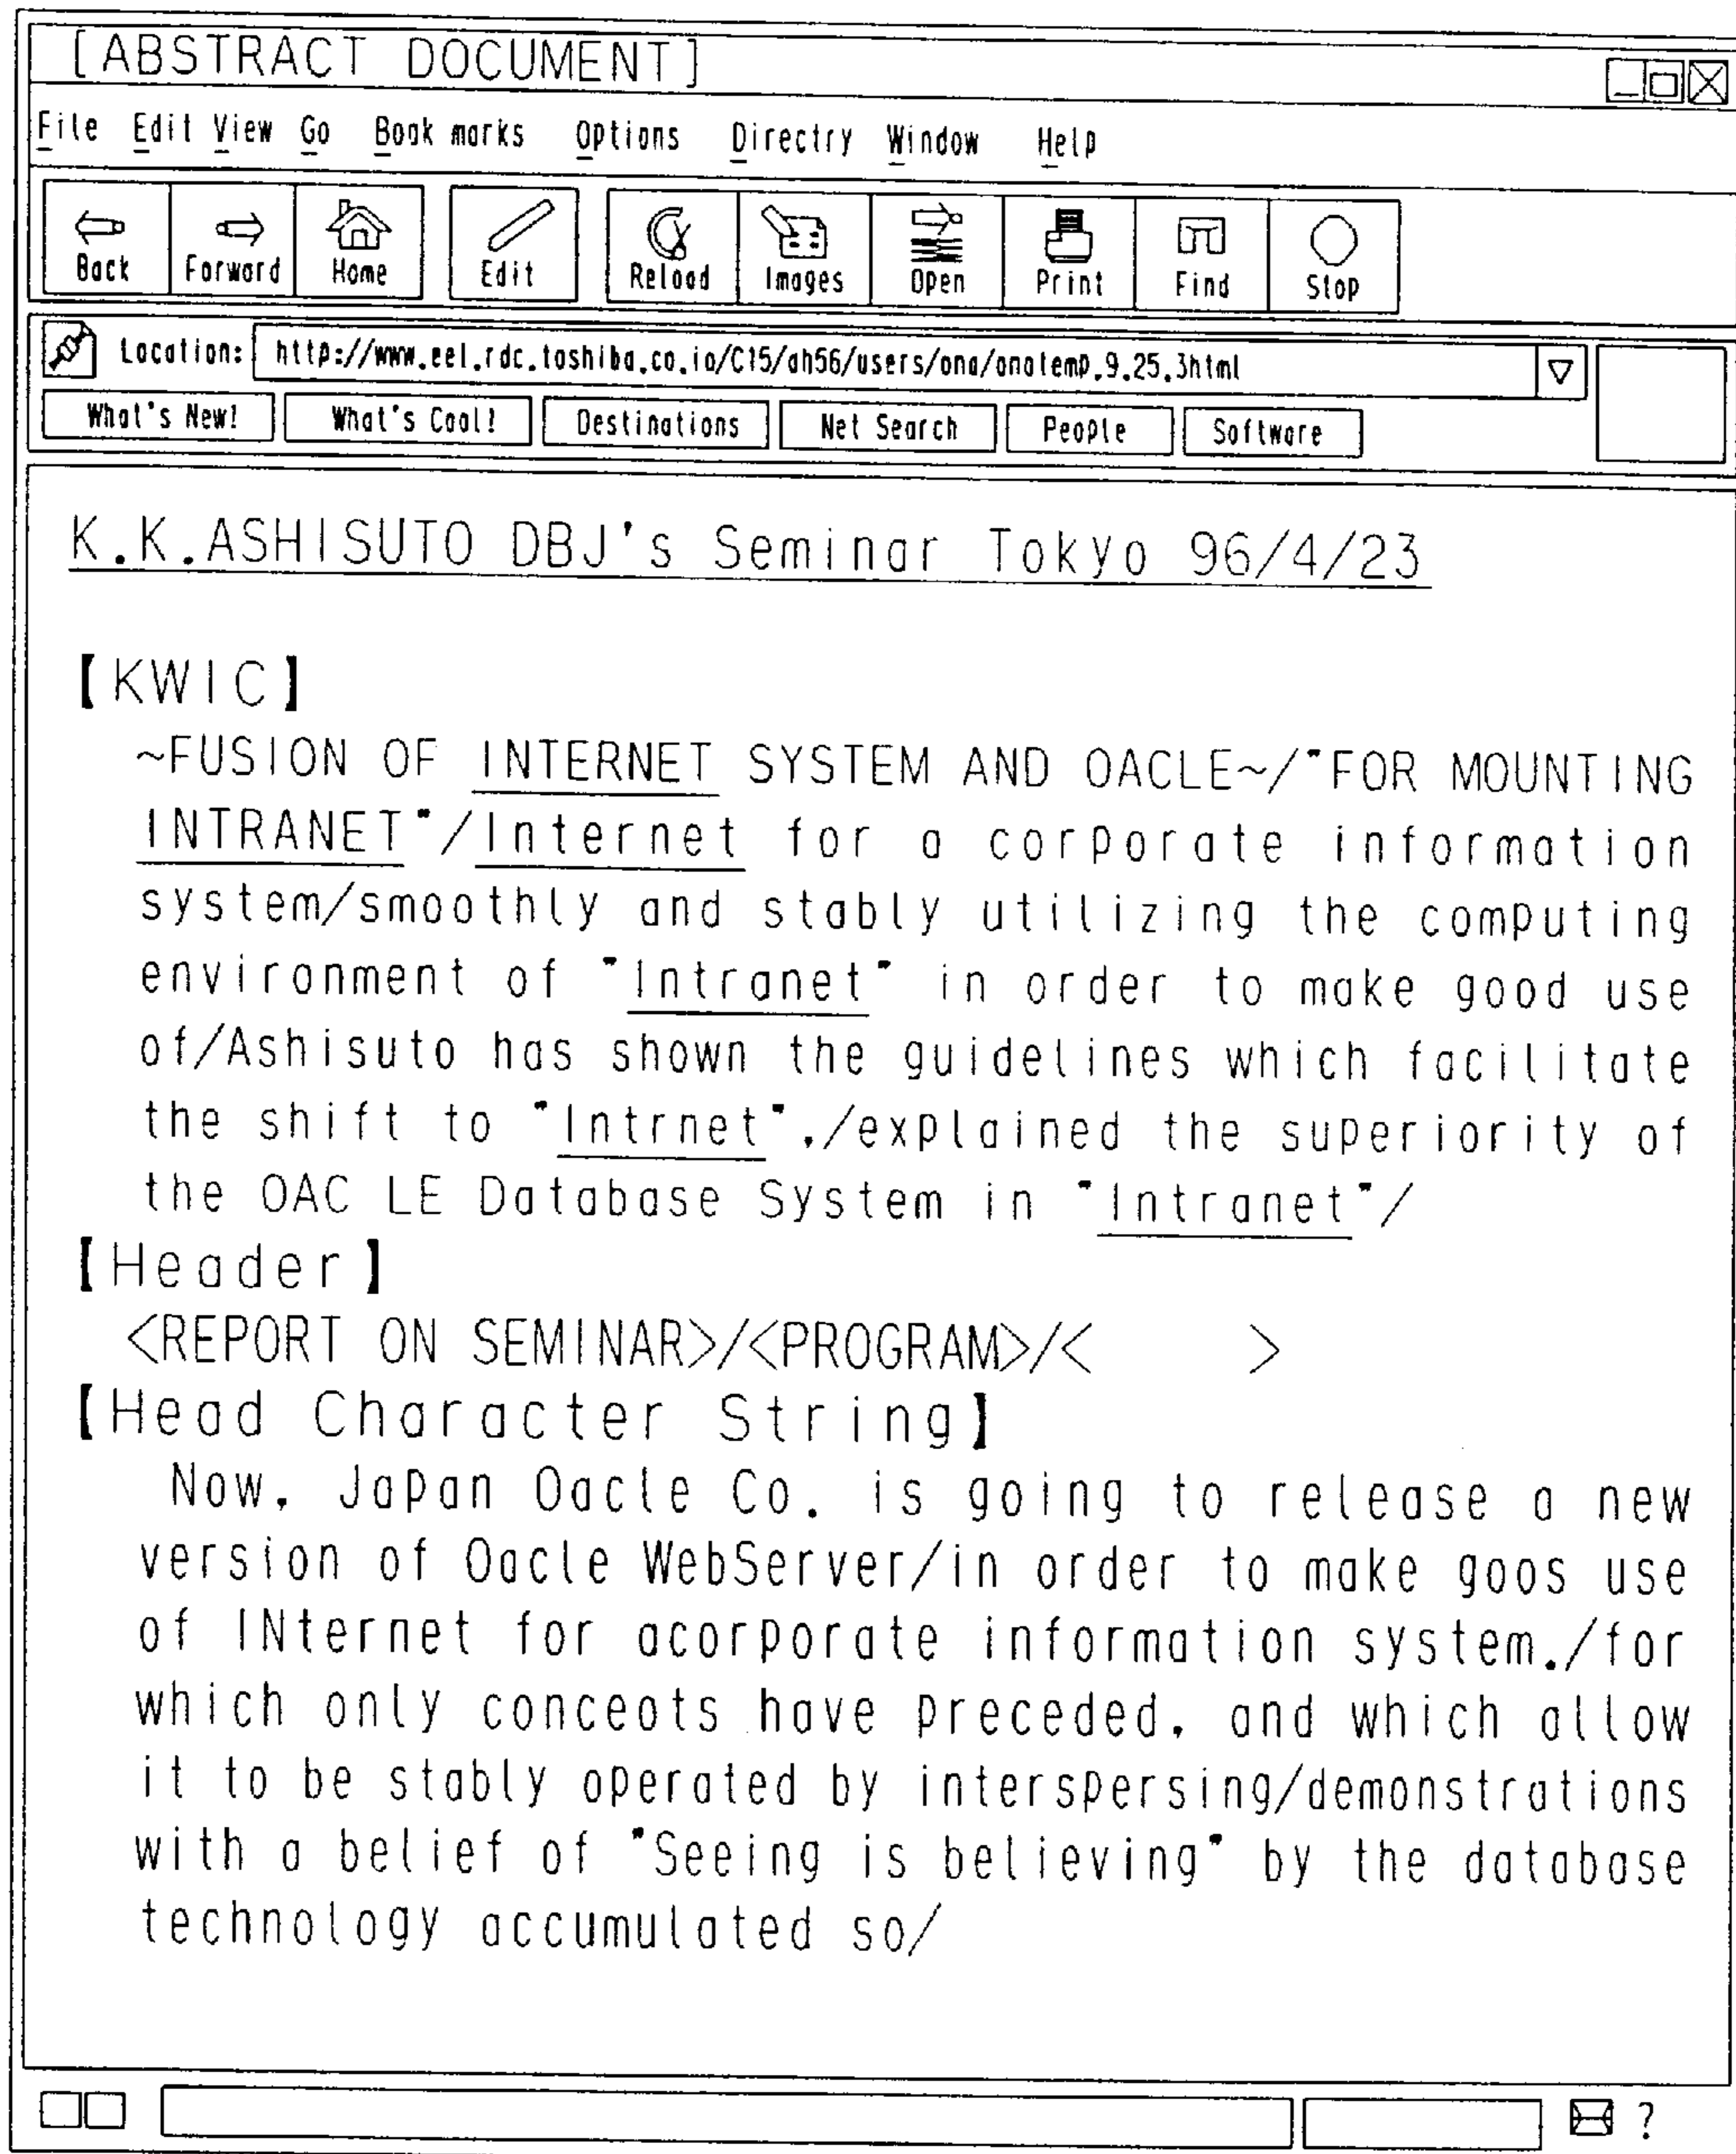 [ABSTRACT DOCUMENT]
File Edit View Go Book marks Options Directry Window Help
Back Forward Home Edit Reload Images Open Print Find Stop
Location: http://www.eel.rdc.toshiba.co.io/C15/ah56/users/ona/onatemp.9.25.3html
What's New! What's Cool! Destinations Net Search People Software
K.K.ASHISUTO DBJ's Seminar Tokyo 96/4/23
【KWIC】
~FUSION OF INTERNET SYSTEM AND OACLE~/"FOR MOUNTING
INTRANET"/Internet for a corporate information
system/smoothly and stably utilizing the computing
environment of "Intranet" in order to make good use
of/Ashisuto has shown the guidelines which facilitate
the shift to "Intrnet"./explained the superiority of
the OAC LE Database System in "Intranet"/
【Header】
<REPORT ON SEMINAR>/<PROGRAM>/< >
【Head Character String】
Now, Japan Oacle Co. is going to release a new
version of Oacle WebServer/in order to make goos use
of INternet for acorporate information system./for
which only conceots have preceded, and which allow
it to be stably operated by interspersing/demonstrations
with a belief of "Seeing is believing" by the database
technology accumulated so/
?